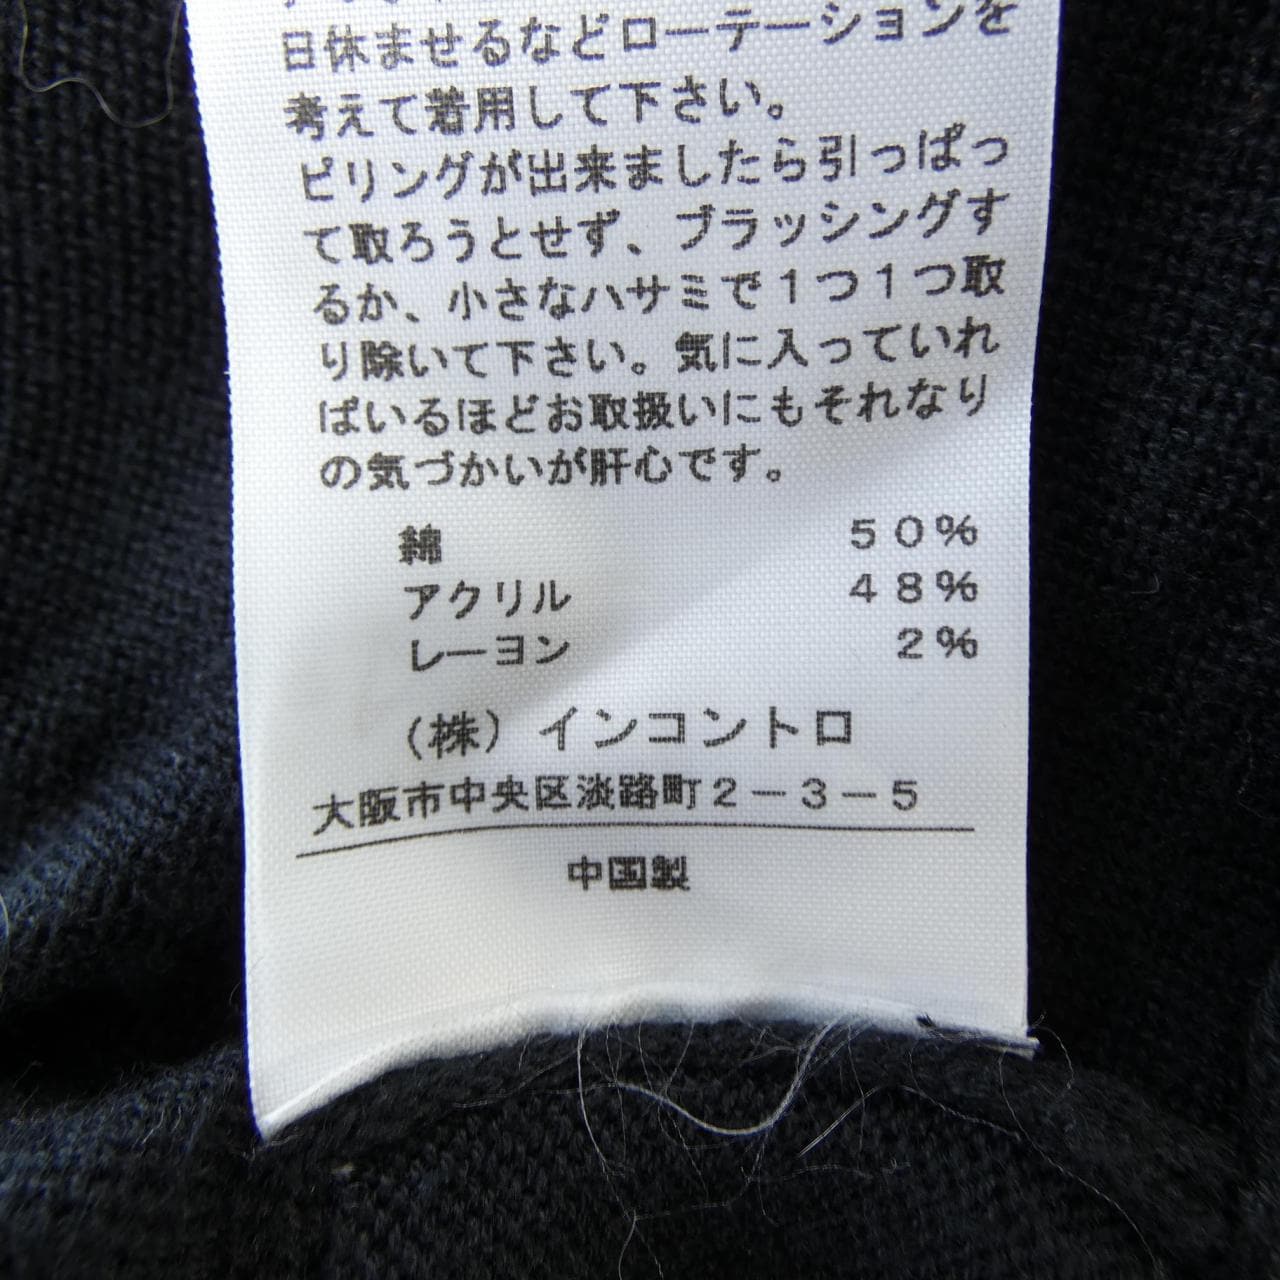 日休ませるなどローテーションを
考えて着用して下さい。
ピリングが出来ましたら引っぱっ
て取ろうとせず、ブラッシングす
るか、小さなハサミで1つ1つ取
り除いて下さい。気に入っていれ
ばいるほどお取扱いにもそれなり
の気づかいが肝心です。
綿 50%
アクリル 48%
レーヨン 2%
(株)インコントロ
大阪市中央区淡路町2-3-5
中国製